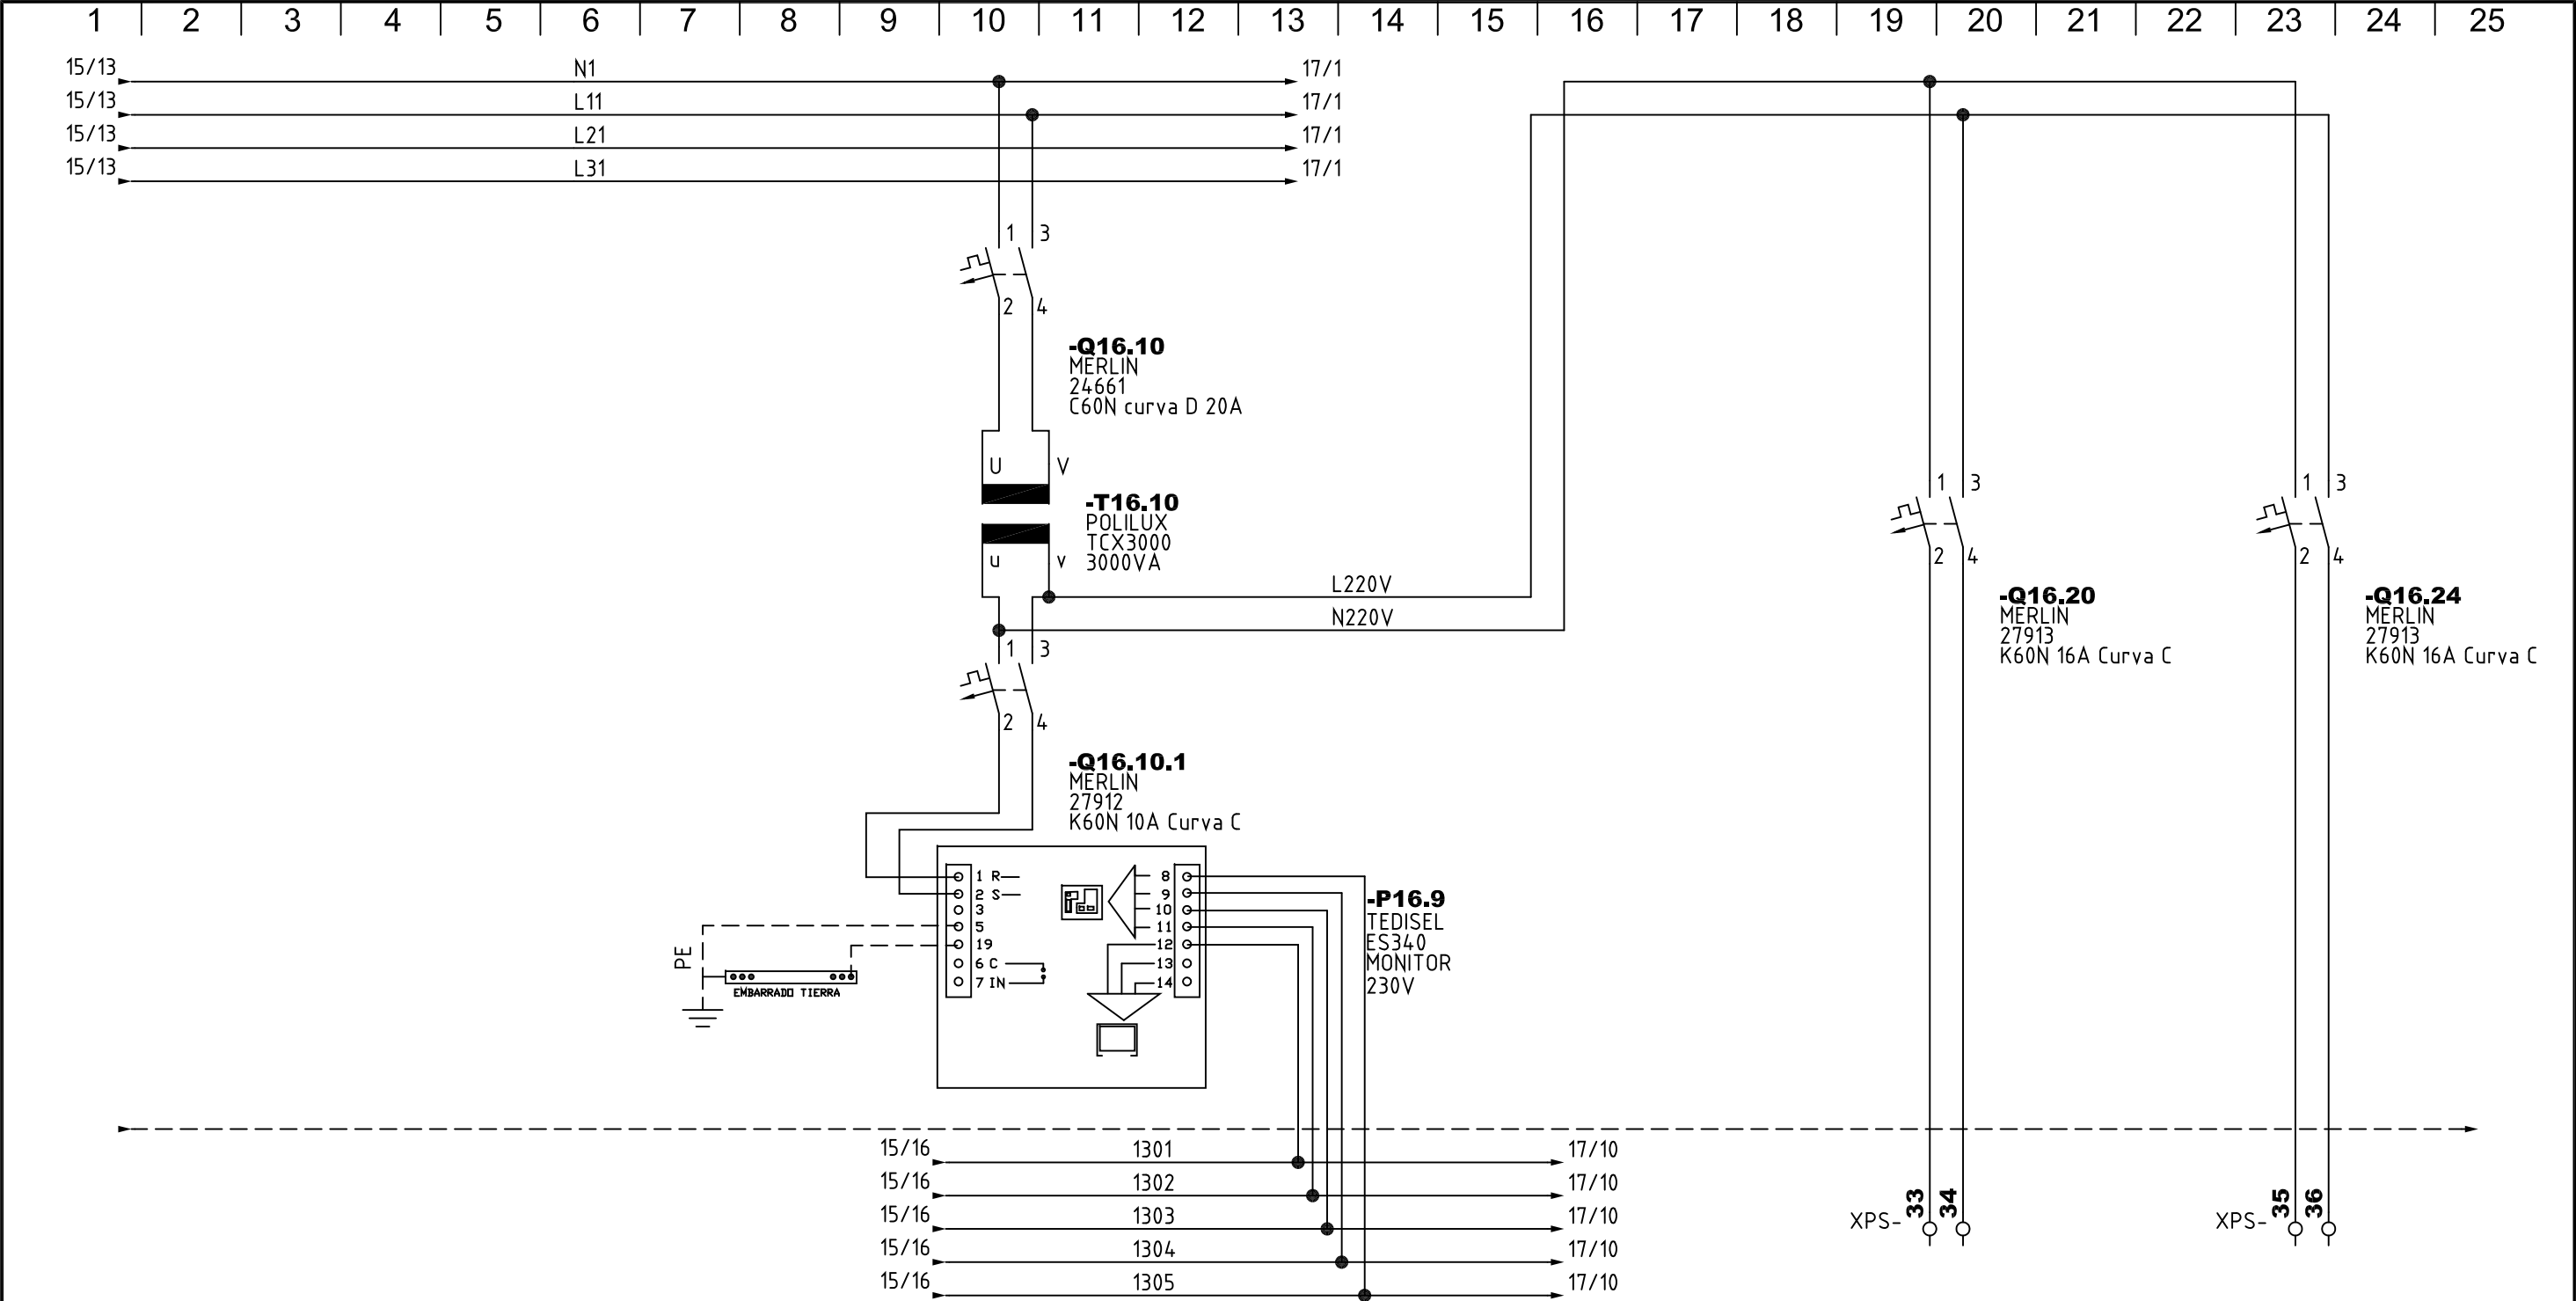 1 2 3 4 5 6 7 8 9 10 11 12 13 14 15 16 17 18 19 20 21 22 23 24 25
15/13 N1 17/1
15/13 L11 17/1
15/13 L21 17/1
15/13 L31 17/1
1 3
2 4
-Q16.10
MERLIN
24661
C60N curva D 20A
U V
-T16.10
POLILUX
TCX3000
3000VA
u v
L220V
N220V
1 3
2 4
-Q16.10.1
MERLIN
27912
K60N 10A Curva C
1 3
2 4
-Q16.20
MERLIN
27913
K60N 16A Curva C
1 3
2 4
-Q16.24
MERLIN
27913
K60N 16A Curva C
1 R
2 S
3
5
19
6 C
7 IN
8
9
10
11
12
13
14
-P16.9
TEDISEL
ES340
MONITOR
230V
PE
EMBARRADO TIERRA
15/16 1301 17/10
15/16 1302 17/10
15/16 1303 17/10
15/16 1304 17/10
15/16 1305 17/10
XPS- 33 34
XPS- 35 36